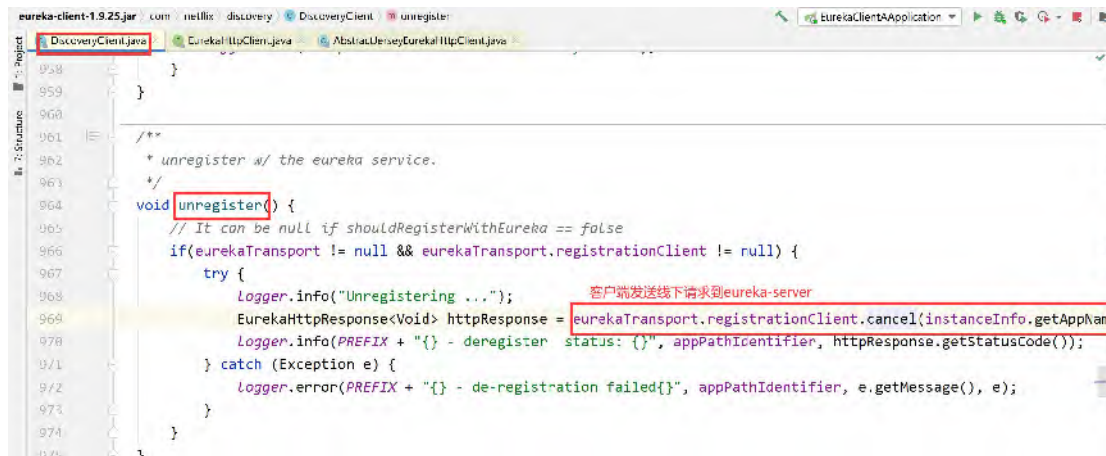 eureka-client-1.9.25.jar com netflix discovery DiscoveryClient unregister EurekaClientAApplication
DiscoveryClient.java EurekaHttpClient.java AbstractJerseyEurekaHttpClient.java
1: Project
7: Structure
958 }
959 }
960
961 /**
962 * unregister w/ the eureka service.
963 */
964 void unregister() {
965 // It can be null if shouldRegisterWithEureka == false
966 if(eurekaTransport != null && eurekaTransport.registrationClient != null) {
967 try {
968 logger.info("Unregistering ..."); 客户端发送线下请求到eureka-server
969 EurekaHttpResponse<Void> httpResponse = eurekaTransport.registrationClient.cancel(instanceInfo.getAppNam
970 logger.info(PREFIX + "{} - deregister status: {}", appPathIdentifier, httpResponse.getStatusCode());
971 } catch (Exception e) {
972 logger.error(PREFIX + "{} - de-registration failed{}", appPathIdentifier, e.getMessage(), e);
973 }
974 }
975 }